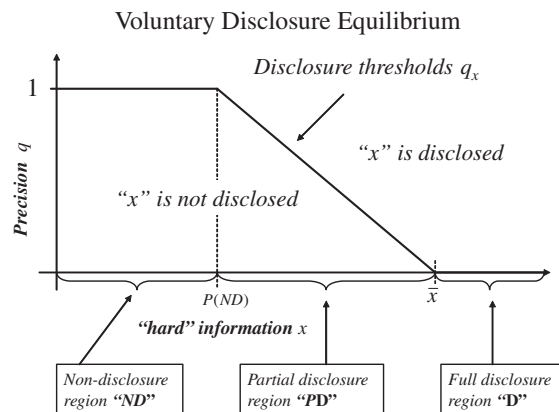 Voluntary Disclosure Equilibrium
Disclosure thresholds qₓ
1
“x” is disclosed
“x” is not disclosed
Precision q
P(ND)
x̅
“hard” information x
Non-disclosure
region “ND”
Partial disclosure
region “PD”
Full disclosure
region “D”